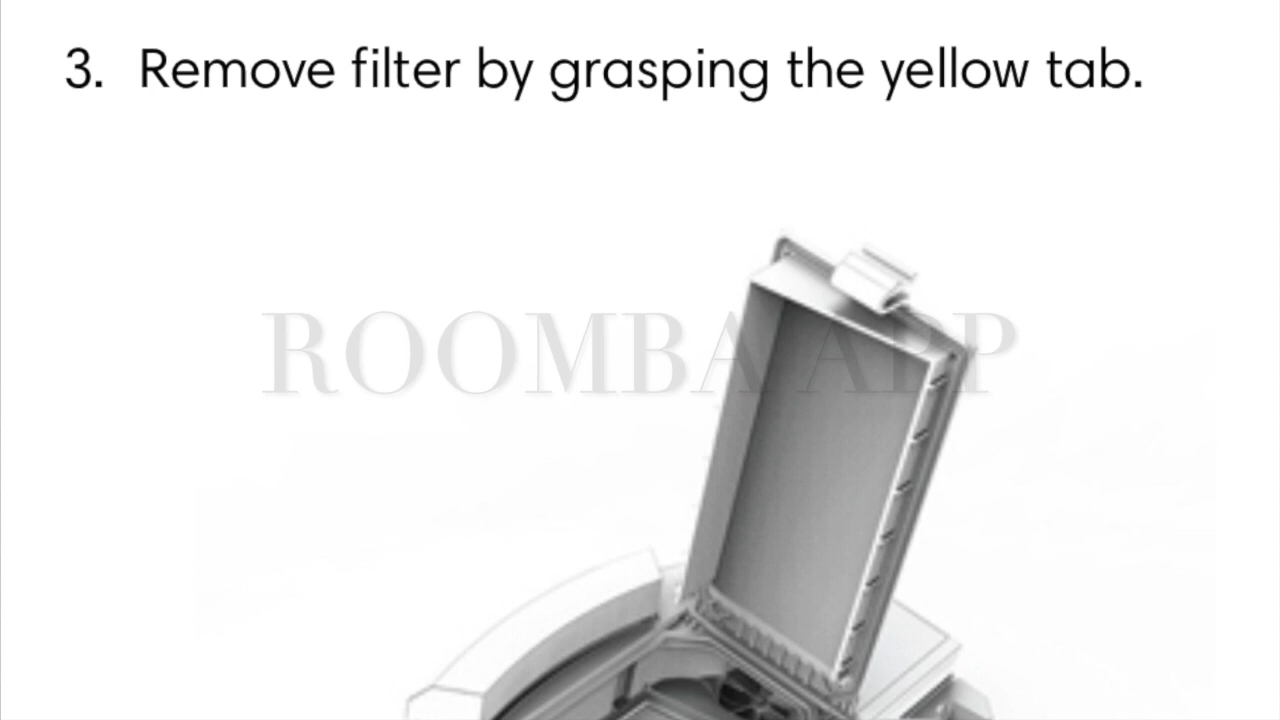 3. Remove filter by grasping the yellow tab.
ROOMBA APP